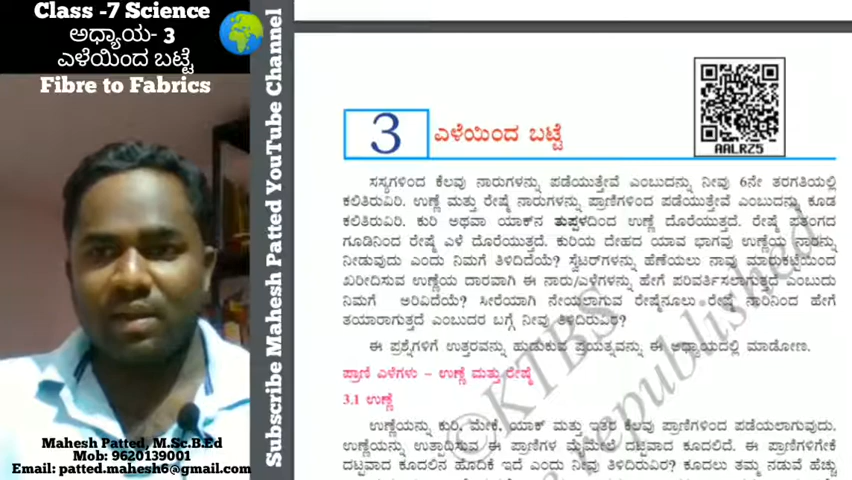 Class -7 Science
ಅಧ್ಯಾಯ- 3
ಎಳೆಯಿಂದ ಬಟ್ಟೆ
Fibre to Fabrics
Subscribe Mahesh Patted YouTube Channel
Mahesh Patted, M.Sc.B.Ed
Mob: 9620139001
Email: patted.mahesh6@gmail.com
AALRZ5
3 ಎಳೆಯಿಂದ ಬಟ್ಟೆ
ಸಸ್ಯಗಳಿಂದ ಕೆಲವು ನಾರುಗಳನ್ನು ಪಡೆಯುತ್ತೇವೆ ಎಂಬುದನ್ನು ನೀವು 6ನೇ ತರಗತಿಯಲ್ಲಿ
ಕಲಿತಿರುವಿರಿ. ಉಣ್ಣೆ ಮತ್ತು ರೇಷ್ಮೆ ನಾರುಗಳನ್ನು ಪ್ರಾಣಿಗಳಿಂದ ಪಡೆಯುತ್ತೇವೆ ಎಂಬುದನ್ನು ಕೂಡ
ಕಲಿತಿರುವಿರಿ. ಕುರಿ ಅಥವಾ ಯಾಕ್‌ನ ತುಪ್ಪಳದಿಂದ ಉಣ್ಣೆ ದೊರೆಯುತ್ತದೆ. ರೇಷ್ಮೆ ಪತಂಗದ
ಗೂಡಿನಿಂದ ರೇಷ್ಮೆ ಎಳೆ ದೊರೆಯುತ್ತದೆ. ಕುರಿಯ ದೇಹದ ಯಾವ ಭಾಗವು ಉಣ್ಣೆಯ ನಾರನ್ನು
ನೀಡುವುದು ಎಂದು ನಿಮಗೆ ತಿಳಿದಿದೆಯೆ? ಸ್ವೆಟರ್‌ಗಳನ್ನು ಹೆಣೆಯಲು ನಾವು ಮಾರುಕಟ್ಟೆಯಿಂದ
ಖರೀದಿಸುವ ಉಣ್ಣೆಯ ದಾರವಾಗಿ ಈ ನಾರು/ಎಳೆಗಳನ್ನು ಹೇಗೆ ಪರಿವರ್ತಿಸಲಾಗುತ್ತದೆ ಎಂಬುದು
ನಿಮಗೆ ಅರಿವಿದೆಯೆ? ಸೀರೆಯಾಗಿ ನೇಯಲಾಗುವ ರೇಷ್ಮೆನೂಲು ರೇಷ್ಮೆ ನಾರಿನಿಂದ ಹೇಗೆ
ತಯಾರಾಗುತ್ತದೆ ಎಂಬುದರ ಬಗ್ಗೆ ನೀವು ತಿಳಿದಿರುವಿರ?
ಈ ಪ್ರಶ್ನೆಗಳಿಗೆ ಉತ್ತರವನ್ನು ಹುಡುಕುವ ಪ್ರಯತ್ನವನ್ನು ಈ ಅಧ್ಯಾಯದಲ್ಲಿ ಮಾಡೋಣ.
ಪ್ರಾಣಿ ಎಳೆಗಳು – ಉಣ್ಣೆ ಮತ್ತು ರೇಷ್ಮೆ
3.1 ಉಣ್ಣೆ
ಉಣ್ಣೆಯನ್ನು ಕುರಿ, ಮೇಕೆ, ಯಾಕ್ ಮತ್ತು ಇತರ ಕೆಲವು ಪ್ರಾಣಿಗಳಿಂದ ಪಡೆಯಲಾಗುವುದು.
ಉಣ್ಣೆಯನ್ನು ಉತ್ಪಾದಿಸುವ ಈ ಪ್ರಾಣಿಗಳ ಮೈಮೇಲೆ ದಟ್ಟವಾದ ಕೂದಲಿದೆ. ಈ ಪ್ರಾಣಿಗಳಿಗೇಕೆ
ದಟ್ಟವಾದ ಕೂದಲಿನ ಹೊದಿಕೆ ಇದೆ ಎಂದು ನೀವು ತಿಳಿದಿರುವಿರ? ಕೂದಲು ತಮ್ಮ ನಡುವೆ ಹೆಚ್ಚು
©KTBS
republished